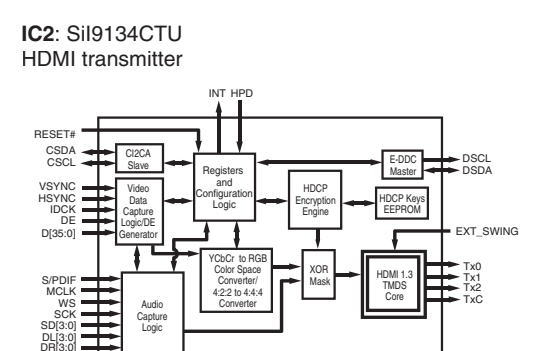 IC2: SiI9134CTU
HDMI transmitter
INT HPD
RESET#
CSDA
CSCL
CI2CA
Slave
Registers
and
Configuration
Logic
E-DDC
Master
DSCL
DSDA
VSYNC
HSYNC
IDCK
DE
D[35:0]
Video
Data
Capture
Logic/DE
Generator
HDCP
Encryption
Engine
HDCP Keys
EEPROM
EXT_SWING
YCbCr to RGB
Color Space
Converter/
4:2:2 to 4:4:4
Converter
XOR
Mask
HDMI 1.3
TMDS
Core
Tx0
Tx1
Tx2
TxC
S/PDIF
MCLK
WS
SCK
SD[3:0]
DL[3:0]
DR[3:0]
Audio
Capture
Logic